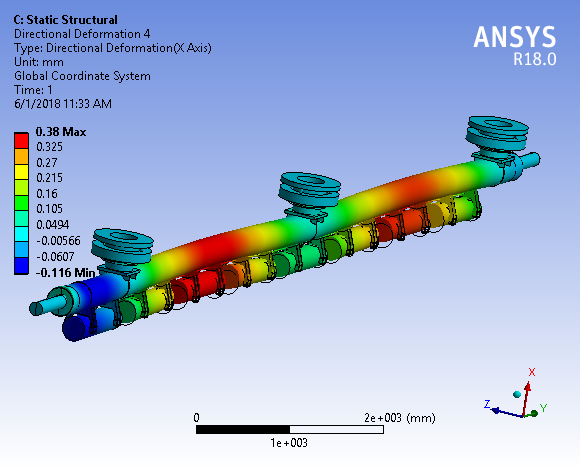 C: Static Structural
Directional Deformation 4
Type: Directional Deformation(X Axis)
Unit: mm
Global Coordinate System
Time: 1
6/1/2018 11:33 AM
ANSYS
R18.0
0.38 Max
0.325
0.27
0.215
0.16
0.105
0.0494
-0.00566
-0.0607
-0.116 Min
0
2e+003 (mm)
1e+003
X
Y
Z